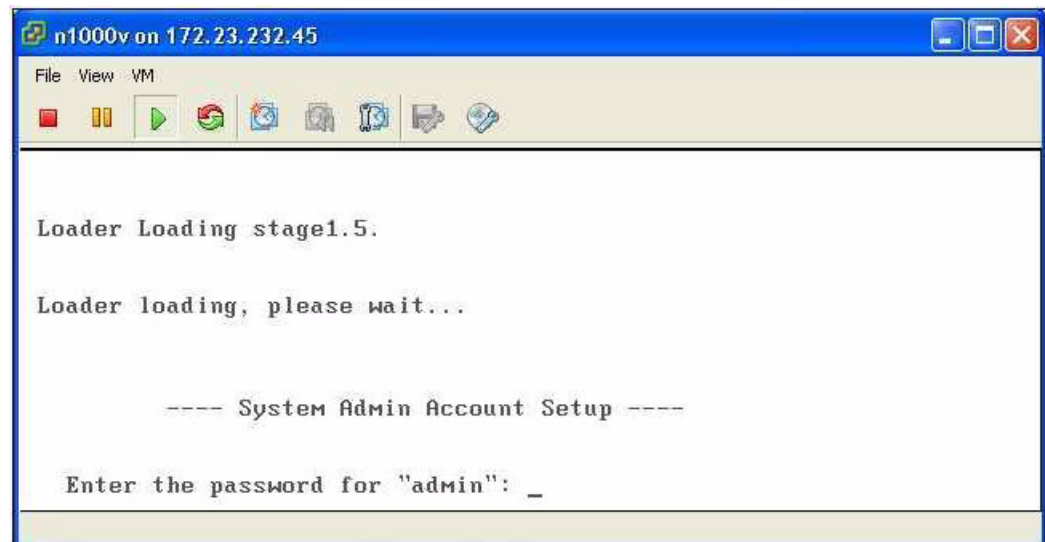 n1000v on 172.23.232.45
File View VM
Loader Loading stage1.5.
Loader loading, please wait...
---- System Admin Account Setup ----
Enter the password for "admin": _